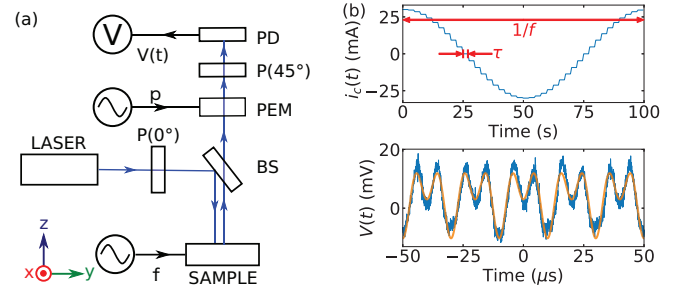 (a)
V
V(t)
PD
P(45°)
p
PEM
P(0°)
LASER
BS
z
x
y
f
SAMPLE
(b)
i_c(t) (mA)
25
0
−25
1/f
τ
0 25 50 75 100
Time (s)
V(t) (mV)
20
0
−50 −25 0 25 50
Time (μs)